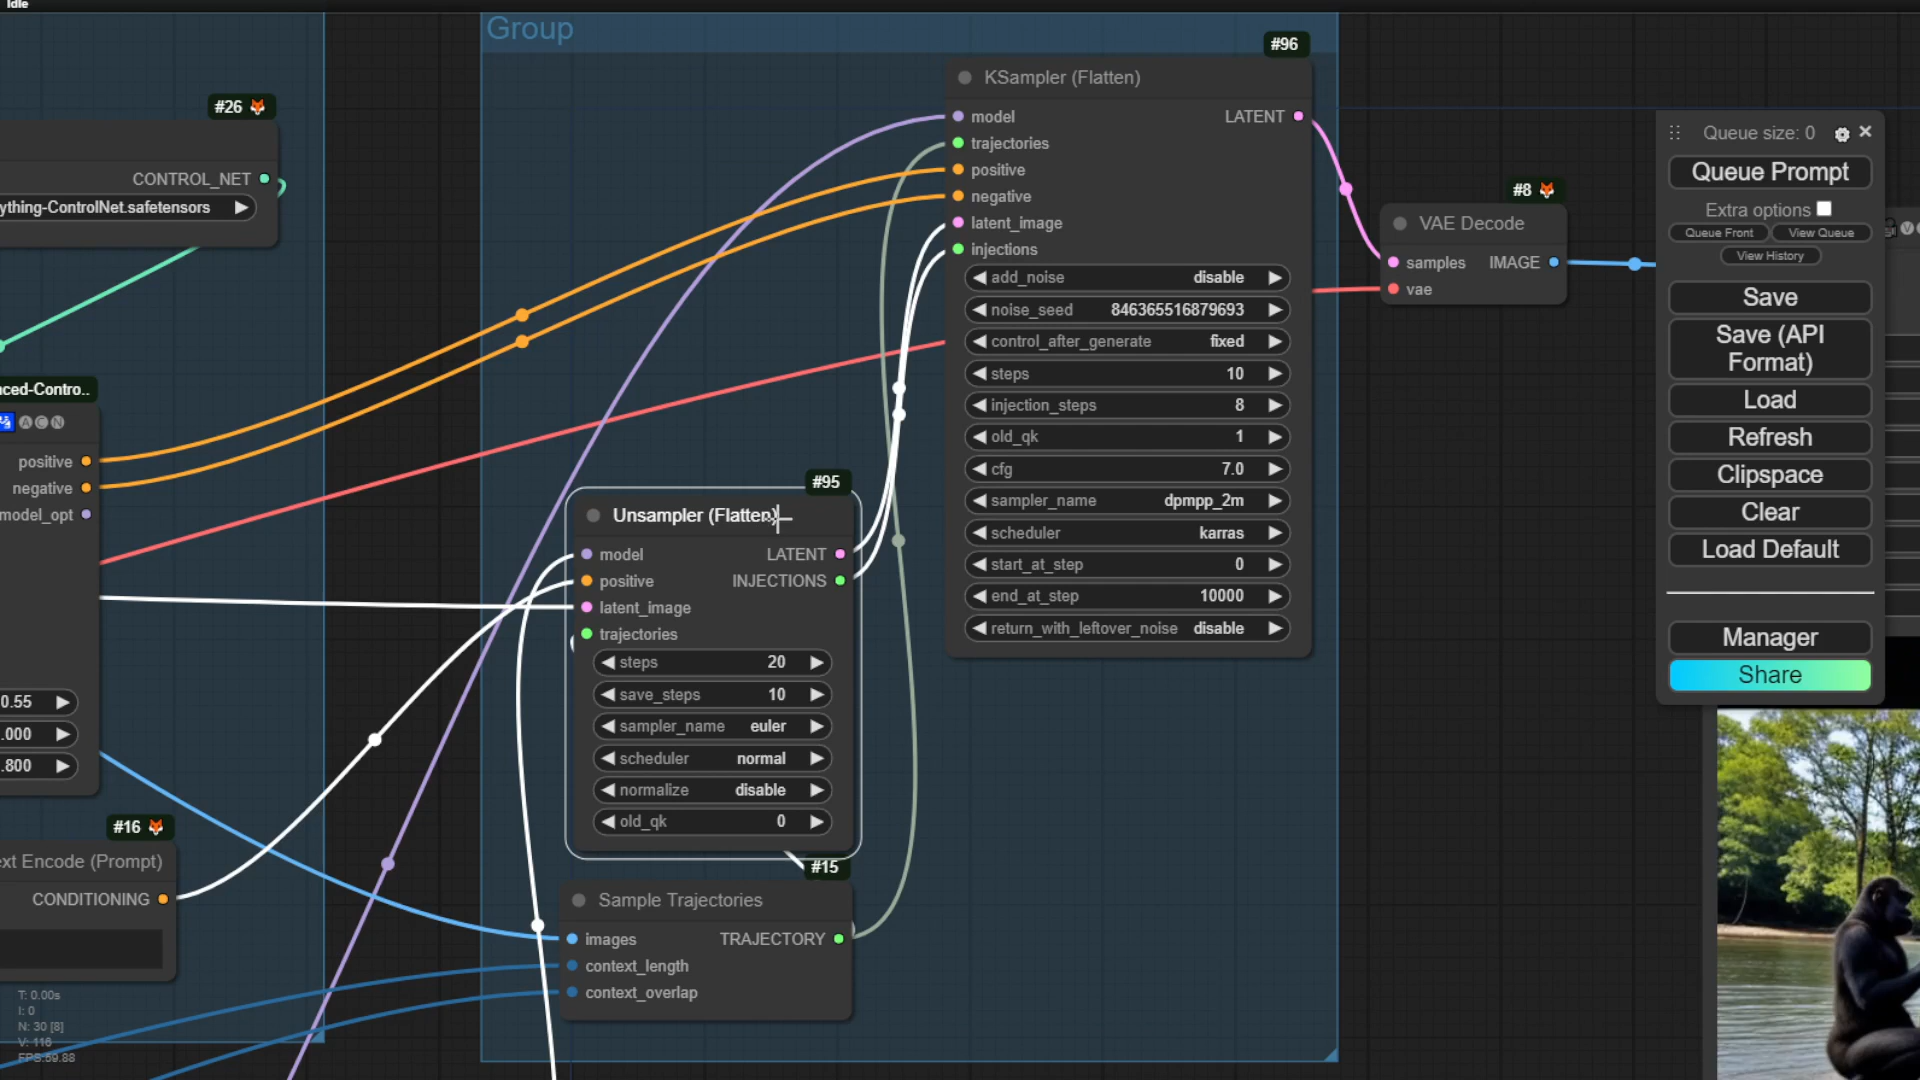 Idle
Group
#26
CONTROL_NET
ything-ControlNet.safetensors
nced-Contro..
A C N
positive
negative
model_opt
0.55
.000
.800
#16
ext Encode (Prompt)
CONDITIONING
T: 0.00s
I: 0
N: 30 [8]
V: 116
FPS:59.88
#95
Unsampler (Flatten)
model LATENT
positive INJECTIONS
latent_image
trajectories
steps 20
save_steps 10
sampler_name euler
scheduler normal
normalize disable
old_qk 0
#15
Sample Trajectories
images TRAJECTORY
context_length
context_overlap
#96
KSampler (Flatten)
model LATENT
trajectories
positive
negative
latent_image
injections
add_noise disable
noise_seed 846365516879693
control_after_generate fixed
steps 10
injection_steps 8
old_qk 1
cfg 7.0
sampler_name dpmpp_2m
scheduler karras
start_at_step 0
end_at_step 10000
return_with_leftover_noise disable
#8
VAE Decode
samples IMAGE
vae
Queue size: 0
Queue Prompt
Extra options
Queue Front View Queue
View History
Save
Save (API
Format)
Load
Refresh
Clipspace
Clear
Load Default
Manager
Share
V